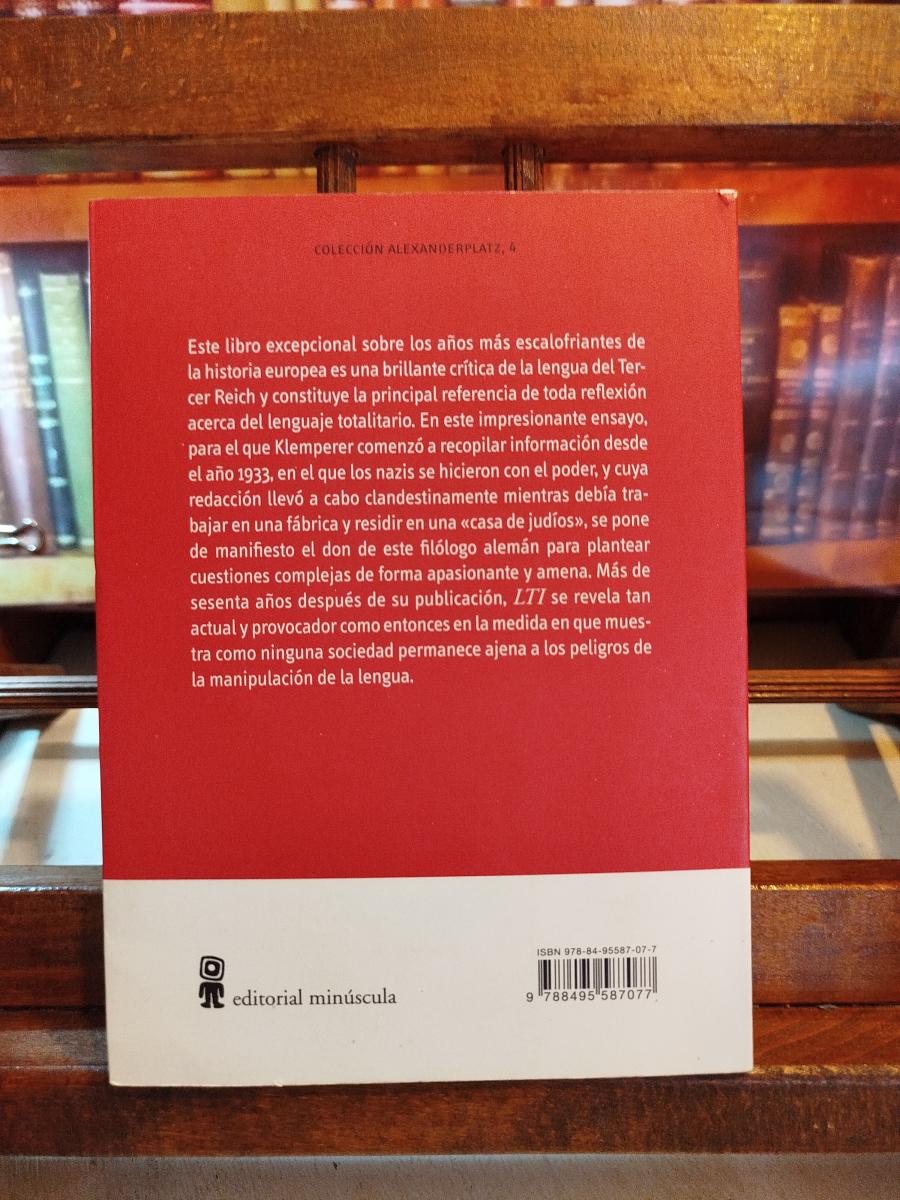 COLECCIÓN ALEXANDERPLATZ, 4
Este libro excepcional sobre los años más escalofriantes de
la historia europea es una brillante crítica de la lengua del Ter-
cer Reich y constituye la principal referencia de toda reflexión
acerca del lenguaje totalitario. En este impresionante ensayo,
para el que Klemperer comenzó a recopilar información desde
el año 1933, en el que los nazis se hicieron con el poder, y cuya
redacción llevó a cabo clandestinamente mientras debía tra-
bajar en una fábrica y residir en una «casa de judíos», se pone
de manifiesto el don de este filólogo alemán para plantear
cuestiones complejas de forma apasionante y amena. Más de
sesenta años después de su publicación, LTI se revela tan
actual y provocador como entonces en la medida en que mues-
tra como ninguna sociedad permanece ajena a los peligros de
la manipulación de la lengua.
editorial minúscula
ISBN 978-84-95587-07-7
9 788495 587077